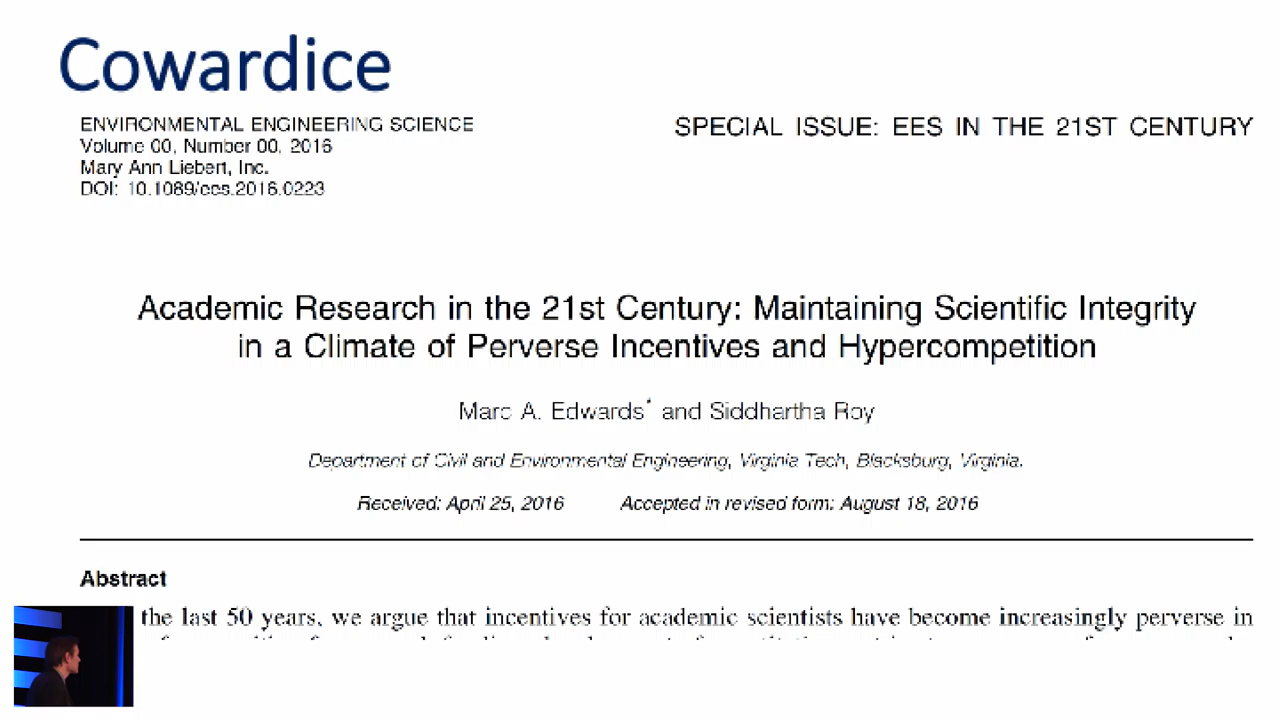 Cowardice
ENVIRONMENTAL ENGINEERING SCIENCE
Volume 00, Number 00, 2016
Mary Ann Liebert, Inc.
DOI: 10.1089/ees.2016.0223
SPECIAL ISSUE: EES IN THE 21ST CENTURY
Academic Research in the 21st Century: Maintaining Scientific Integrity
in a Climate of Perverse Incentives and Hypercompetition
Marc A. Edwards* and Siddhartha Roy
Department of Civil and Environmental Engineering, Virginia Tech, Blacksburg, Virginia.
Received: April 25, 2016 Accepted in revised form: August 18, 2016
Abstract
the last 50 years, we argue that incentives for academic scientists have become increasingly perverse in